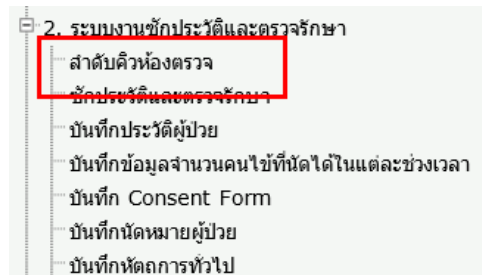 2. ระบบงานซักประวัติและตรวจรักษา
ลำดับคิวห้องตรวจ
ซักประวัติและตรวจรักษา
บันทึกประวัติผู้ป่วย
บันทึกข้อมูลจำนวนคนไข้ที่นัดได้ในแต่ละช่วงเวลา
บันทึก Consent Form
บันทึกนัดหมายผู้ป่วย
บันทึกหัตถการทั่วไป